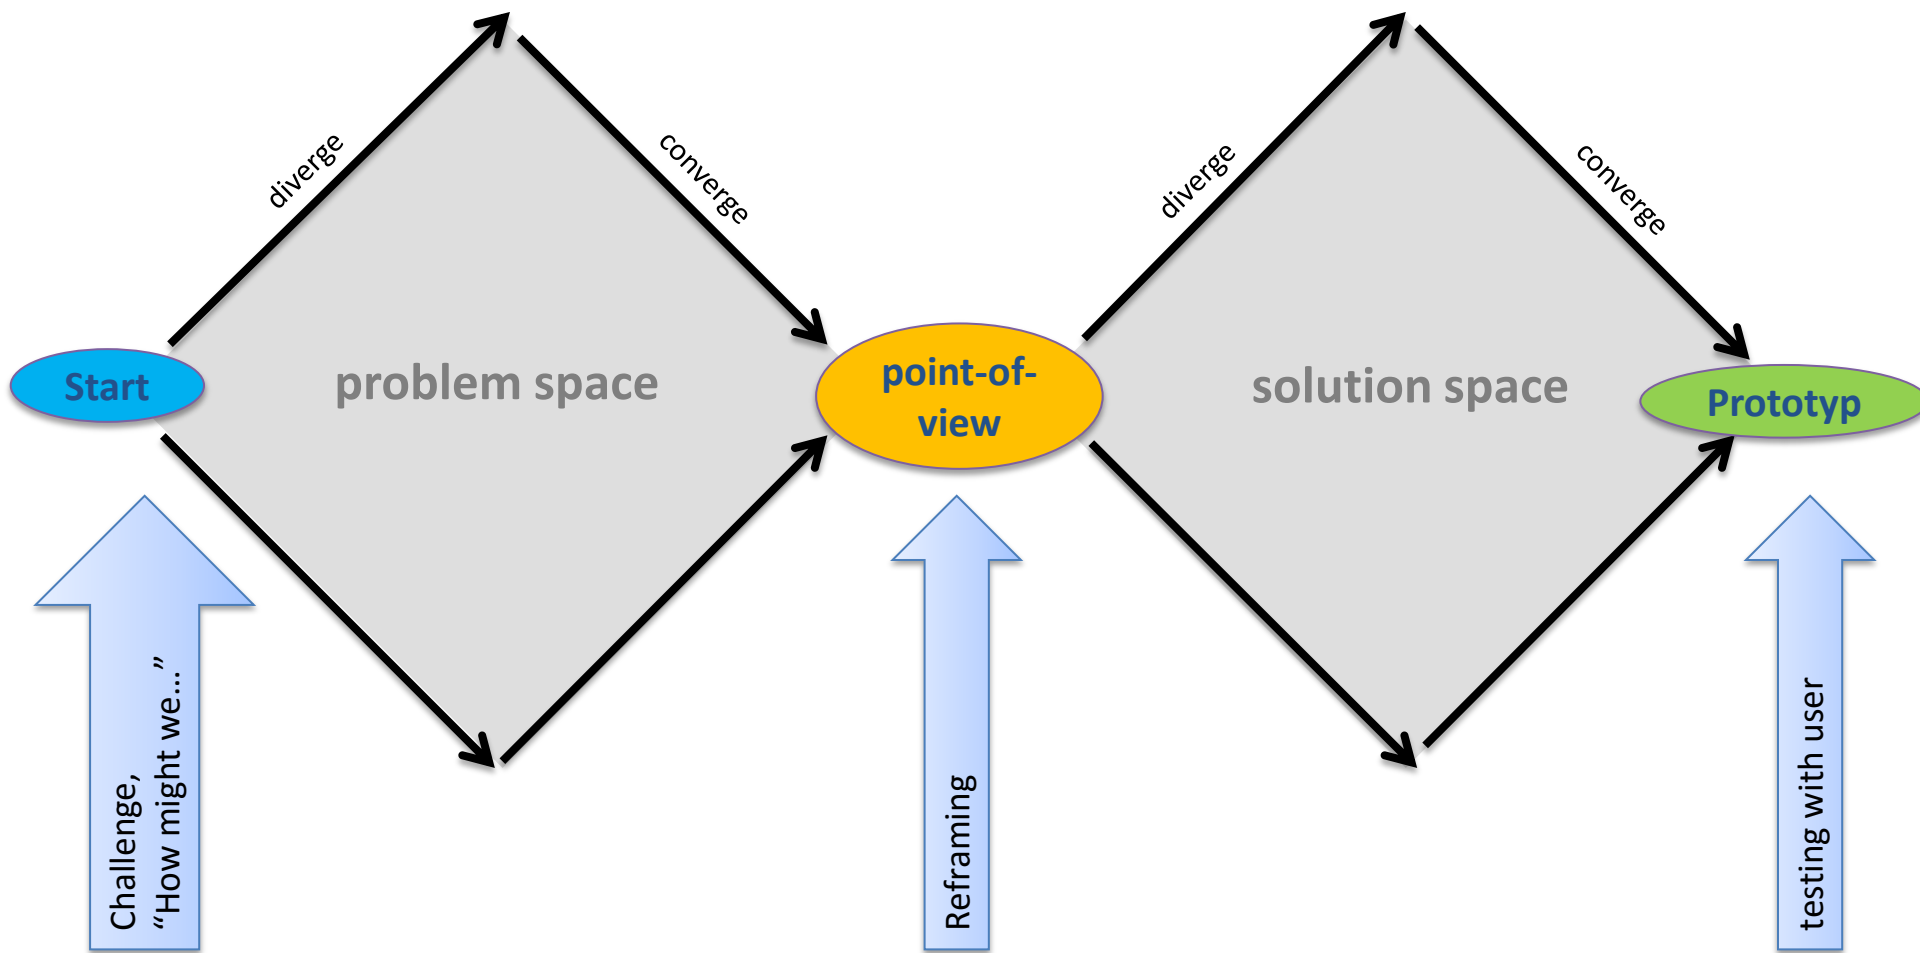 diverge
converge
diverge
converge
Start
problem space
point-of-
view
solution space
Prototyp
Challenge,
“How might we…”
Reframing
testing with user